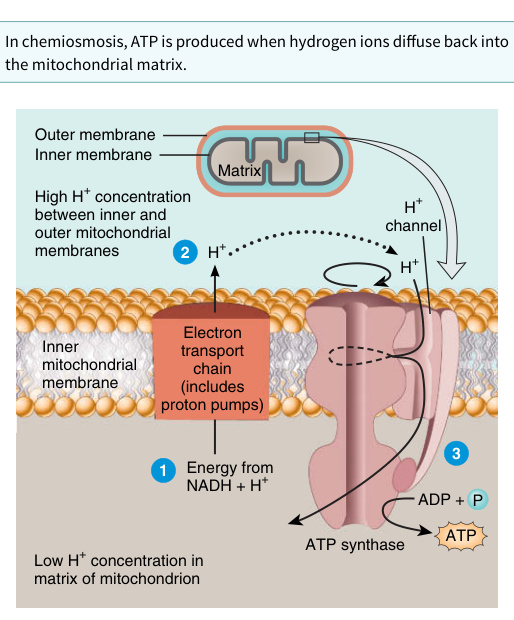 In chemiosmosis, ATP is produced when hydrogen ions diffuse back into
the mitochondrial matrix.
Outer membrane
Inner membrane
Matrix
High H⁺ concentration
between inner and
outer mitochondrial
membranes
2 H⁺
H⁺
channel
H⁺
Electron
transport
chain
(includes
proton pumps)
Inner
mitochondrial
membrane
1 Energy from
NADH + H⁺
3
ADP + P
ATP
ATP synthase
Low H⁺ concentration in
matrix of mitochondrion